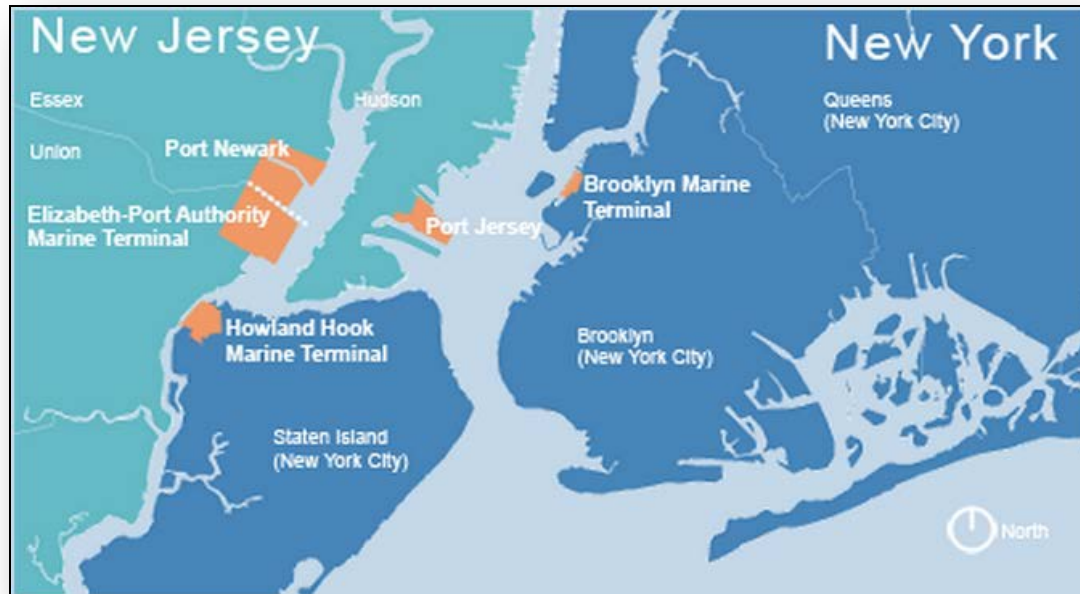 New Jersey
New York
Essex
Hudson
Queens
(New York City)
Union
Port Newark
Brooklyn Marine
Terminal
Elizabeth-Port Authority
Marine Terminal
Port Jersey
Howland Hook
Marine Terminal
Brooklyn
(New York City)
Staten Island
(New York City)
North